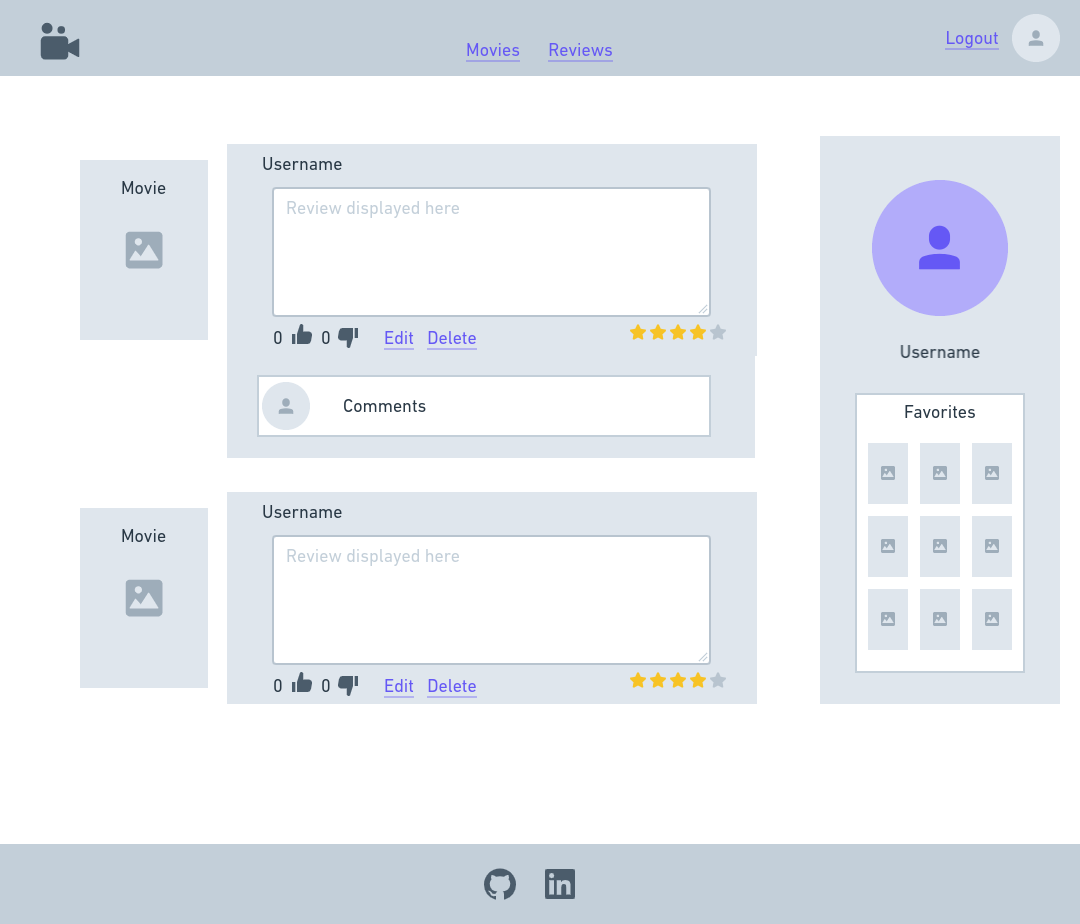 Movies Reviews
Logout
Movie
Username
Review displayed here
0 0 Edit Delete
Comments
Movie
Username
Review displayed here
0 0 Edit Delete
Username
Favorites
in